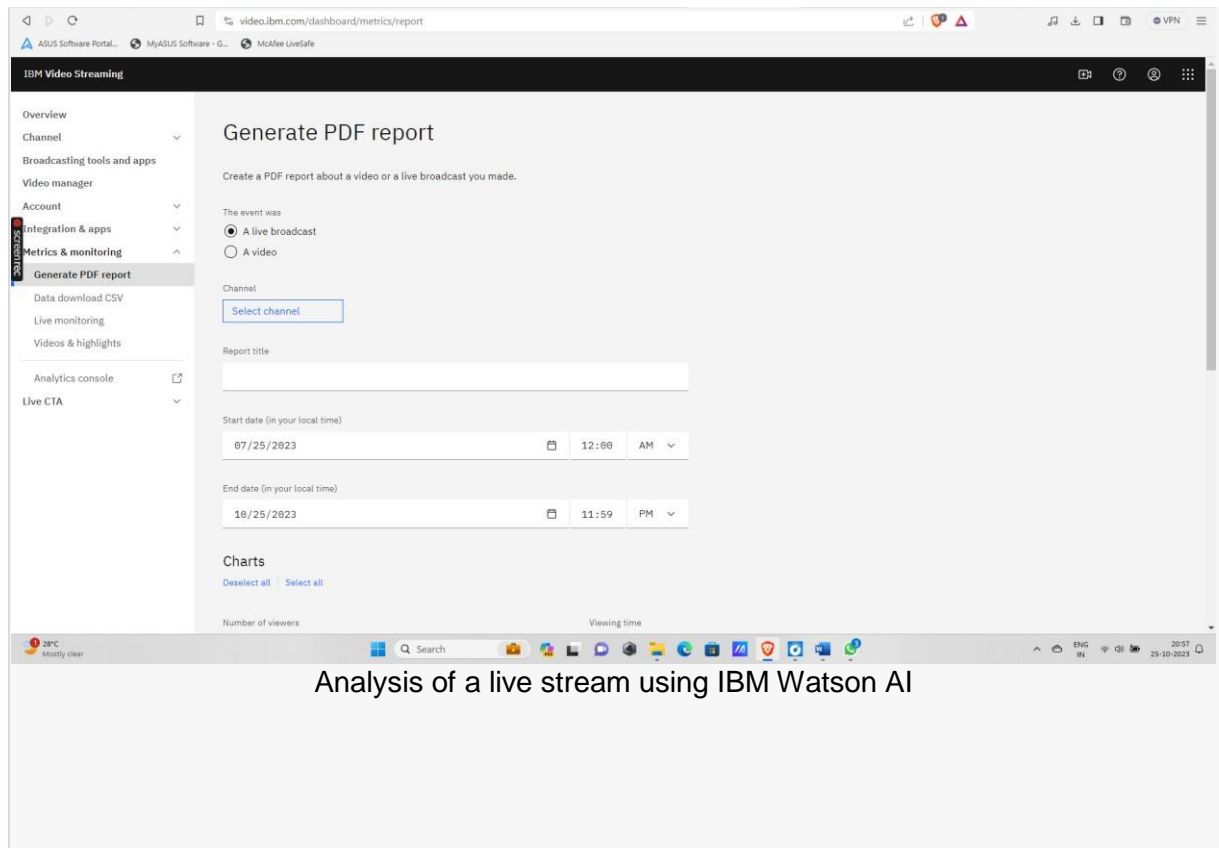 video.ibm.com/dashboard/metrics/report
VPN
ASUS Software Portal... MyASUS Software - G... McAfee LiveSafe
IBM Video Streaming
Overview
Channel
Broadcasting tools and apps
Video manager
Account
Integration & apps
Metrics & monitoring
Generate PDF report
Data download CSV
Live monitoring
Videos & highlights
Analytics console
Live CTA
screenrec
Generate PDF report
Create a PDF report about a video or a live broadcast you made.
The event was
A live broadcast
A video
Channel
Select channel
Report title
Start date (in your local time)
07/25/2023 12:00 AM
End date (in your local time)
10/25/2023 11:59 PM
Charts
Deselect all Select all
Number of viewers Viewing time
1 28°C
Mostly clear
Search
3
ENG
IN
20:57
25-10-2023
Analysis of a live stream using IBM Watson AI